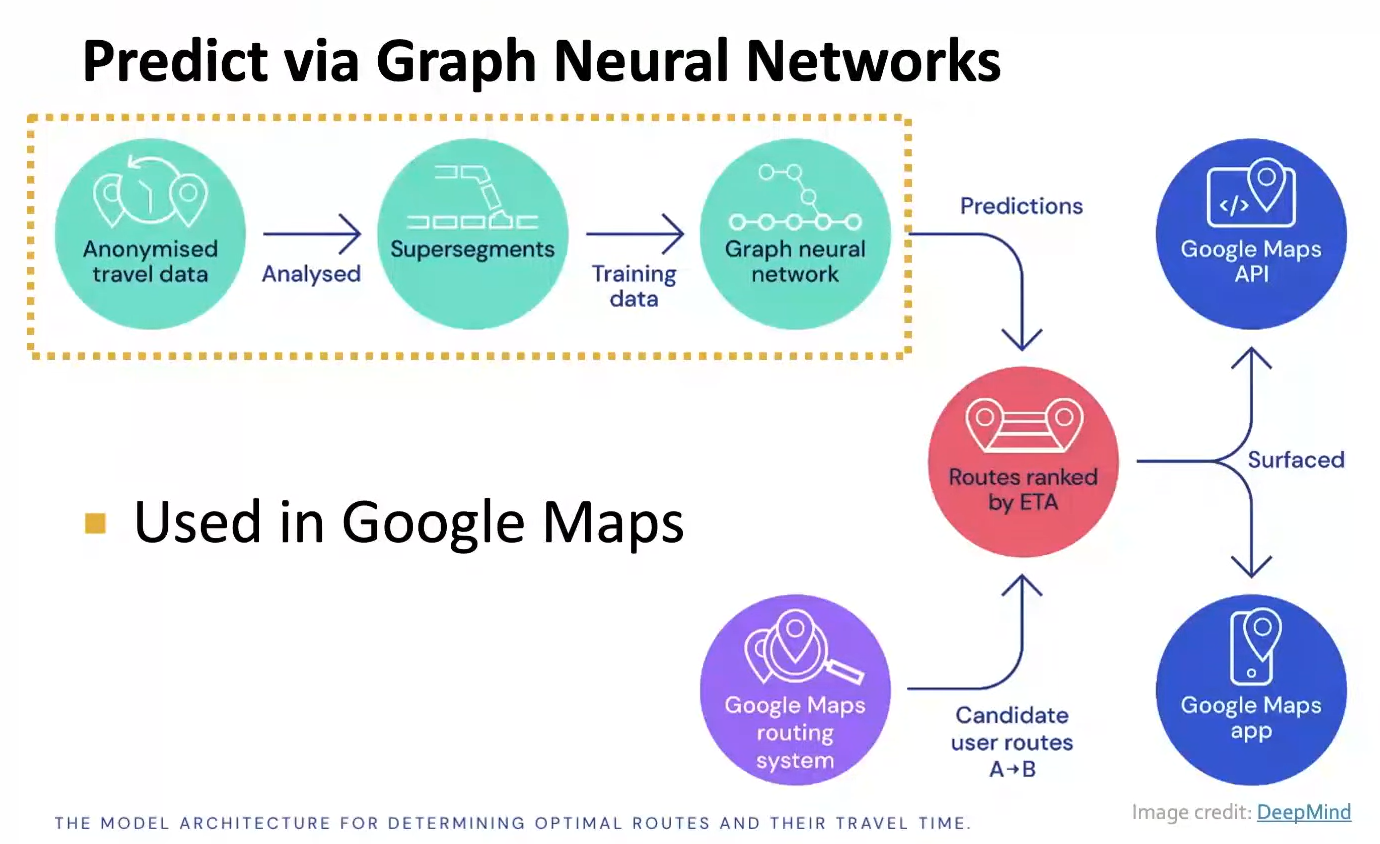 Predict via Graph Neural Networks
Anonymised
travel data
Analysed
Supersegments
Training
data
Graph neural
network
Predictions
</>
Google Maps
API
Routes ranked
by ETA
Surfaced
Used in Google Maps
Google Maps
routing
system
Candidate
user routes
A→B
Google Maps
app
THE MODEL ARCHITECTURE FOR DETERMINING OPTIMAL ROUTES AND THEIR TRAVEL TIME.
Image credit: DeepMind